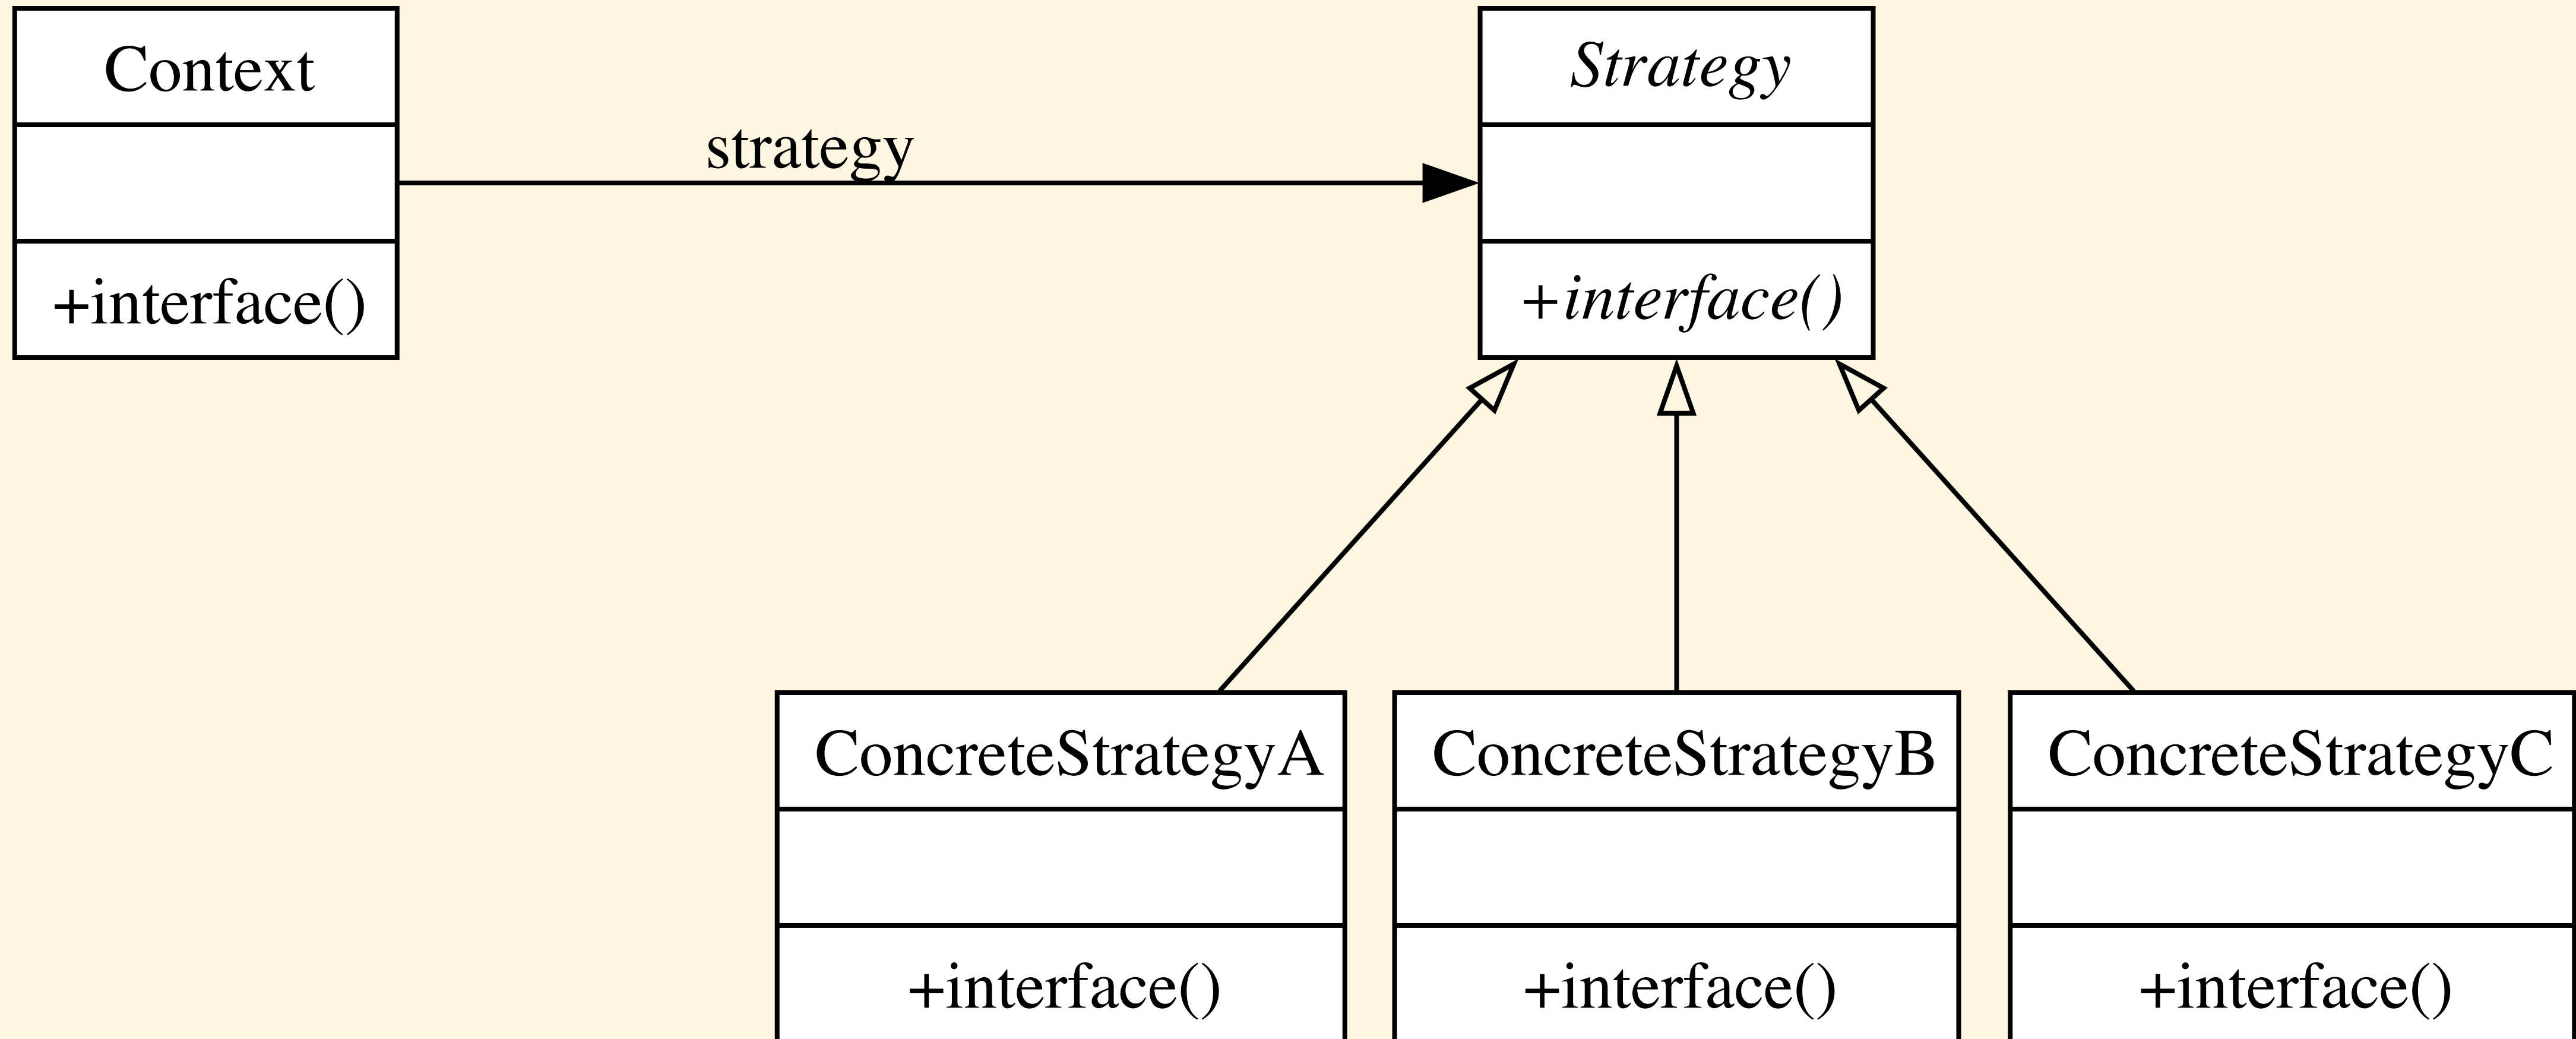 Context
Strategy
strategy
+interface()
+interface()
ConcreteStrategyA
ConcreteStrategyB
ConcreteStrategyC
+interface()
+interface()
+interface()